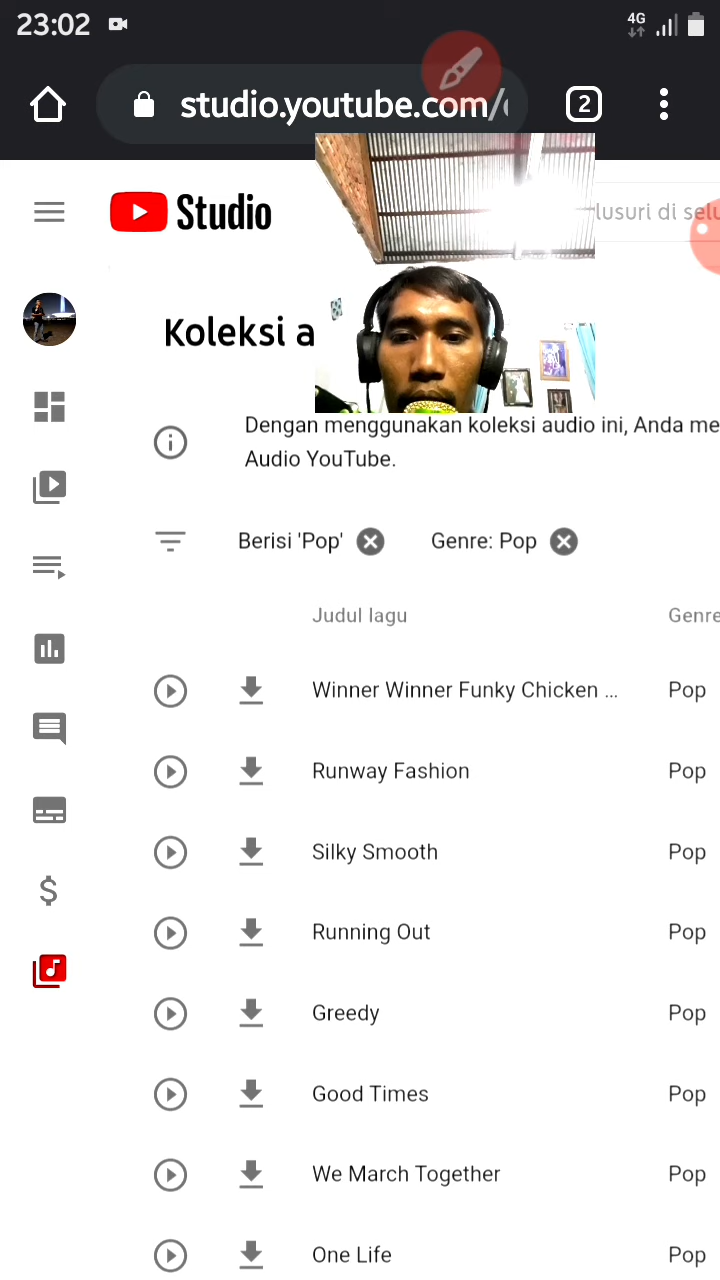 23:02
4G
studio.youtube.com/
2
Studio
lusuri di selu
Koleksi a
Dengan menggunakan koleksi audio ini, Anda me
Audio YouTube.
Berisi 'Pop' Genre: Pop
Judul lagu Genre
Winner Winner Funky Chicken ... Pop
Runway Fashion Pop
Silky Smooth Pop
Running Out Pop
Greedy Pop
Good Times Pop
We March Together Pop
One Life Pop